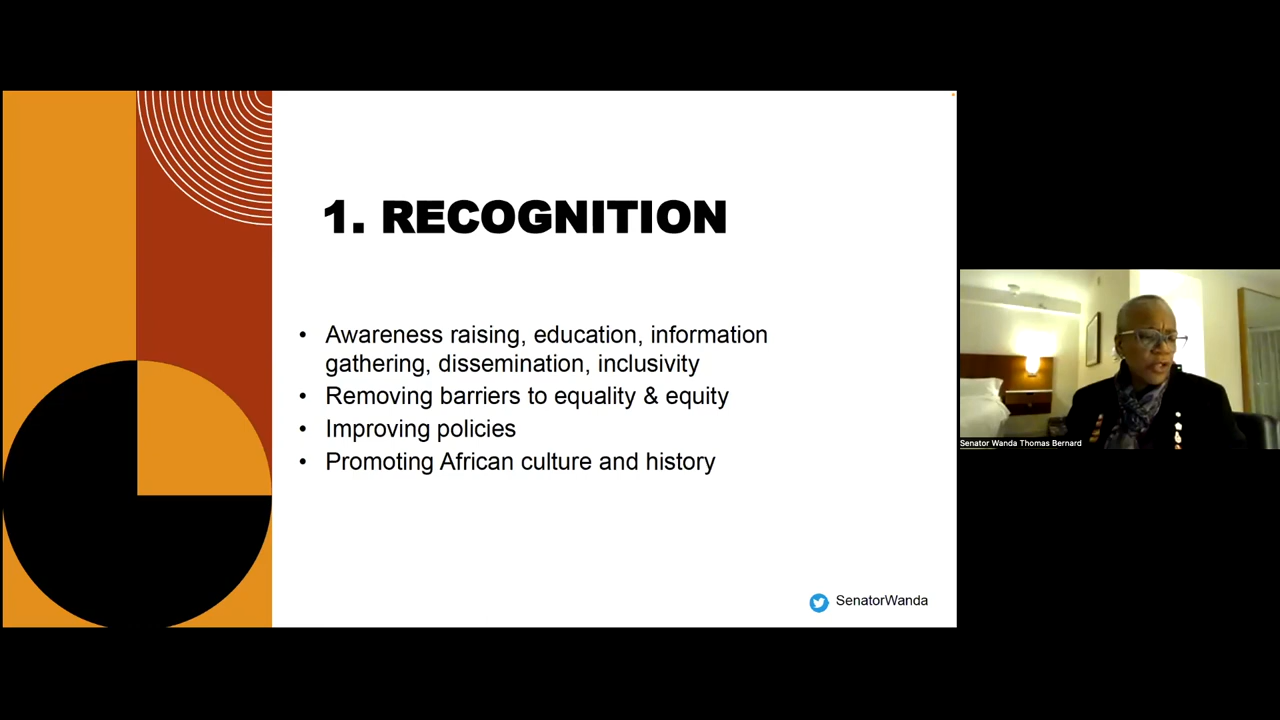 1. RECOGNITION
• Awareness raising, education, information
gathering, dissemination, inclusivity
• Removing barriers to equality & equity
• Improving policies
• Promoting African culture and history
SenatorWanda
Senator Wanda Thomas Bernard